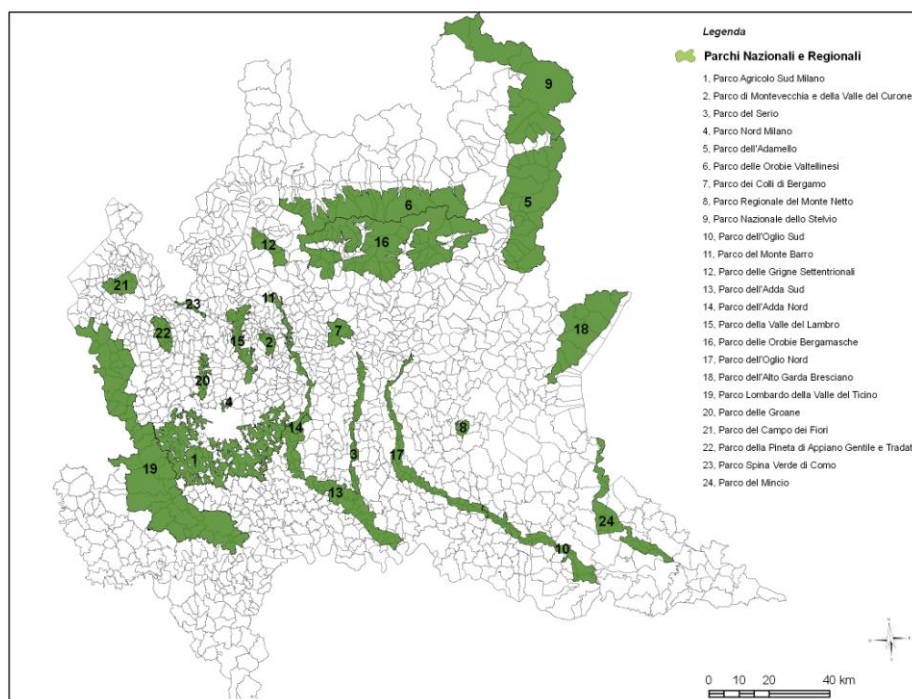 Legenda
Parchi Nazionali e Regionali
1, Parco Agricolo Sud Milano
2, Parco di Montevecchia e della Valle del Curone
3, Parco del Serio
4, Parco Nord Milano
5, Parco dell'Adamello
6, Parco delle Orobie Valtellinesi
7, Parco dei Colli di Bergamo
8, Parco Regionale del Monte Netto
9, Parco Nazionale dello Stelvio
10, Parco dell'Oglio Sud
11, Parco del Monte Barro
12, Parco delle Grigne Settentrionali
13, Parco dell'Adda Sud
14, Parco dell'Adda Nord
15, Parco della Valle del Lambro
16, Parco delle Orobie Bergamasche
17, Parco dell'Oglio Nord
18, Parco dell'Alto Garda Bresciano
19, Parco Lombardo della Valle del Ticino
20, Parco delle Groane
21, Parco del Campo dei Fiori
22, Parco della Pineta di Appiano Gentile e Tradat
23, Parco Spina Verde di Como
24, Parco del Mincio
9
5
6
16
12
21
23
11
22
15
2
7
18
20
4
14
8
19
1
3
17
13
24
10
0 10 20 40 km